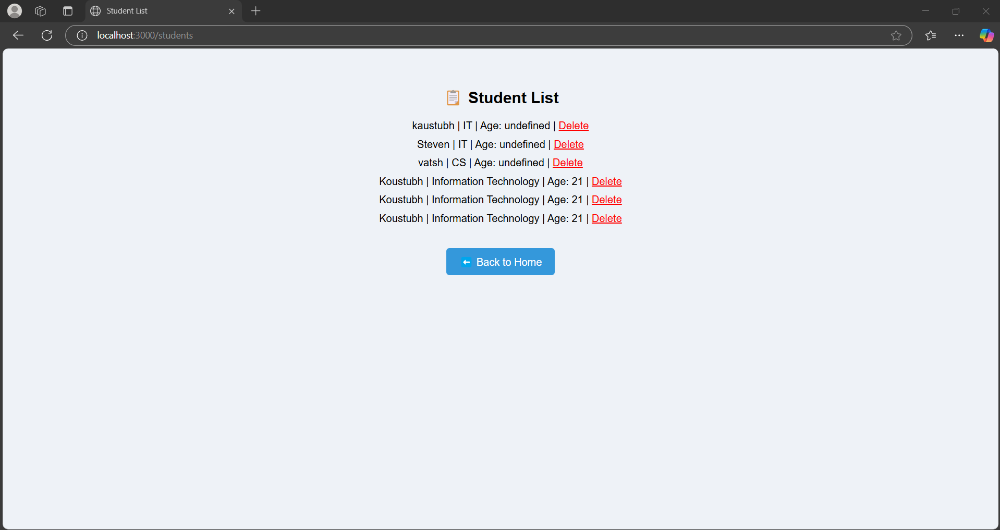 Student List
localhost:3000/students
📋 Student List
kaustubh | IT | Age: undefined | Delete
Steven | IT | Age: undefined | Delete
vatsh | CS | Age: undefined | Delete
Koustubh | Information Technology | Age: 21 | Delete
Koustubh | Information Technology | Age: 21 | Delete
Koustubh | Information Technology | Age: 21 | Delete
⬅ Back to Home